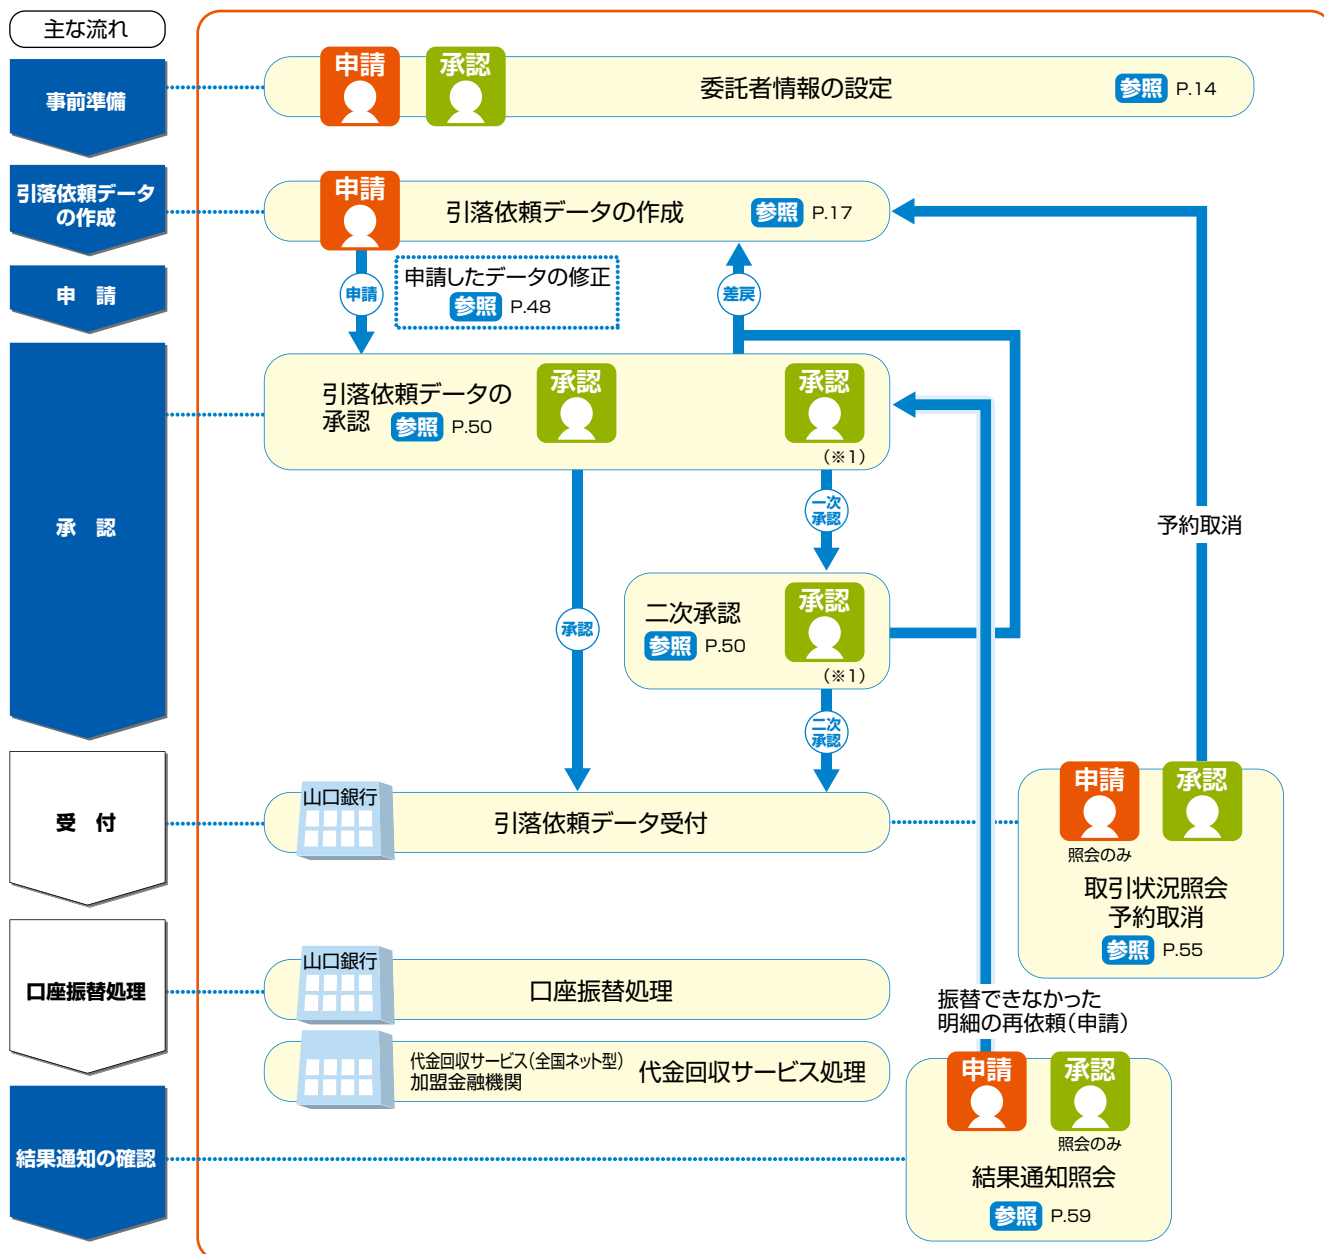 主な流れ
事前準備
申請
承認
委託者情報の設定
参照 P.14
引落依頼データ
の作成
申請
引落依頼データの作成
参照 P.17
申　請
申請
申請したデータの修正
参照 P.48
差戻
承　認
引落依頼データの
承認 参照 P.50
承認
承認
（※1）
一次
承認
予約取消
承認
二次承認
参照 P.50
承認
（※1）
二次
承認
受　付
山口銀行
引落依頼データ受付
申請
承認
照会のみ
取引状況照会
予約取消
参照 P.55
口座振替処理
山口銀行
口座振替処理
振替できなかった
明細の再依頼（申請）
代金回収サービス（全国ネット型）
加盟金融機関
代金回収サービス処理
結果通知の確認
申請
承認
照会のみ
結果通知照会
参照 P.59